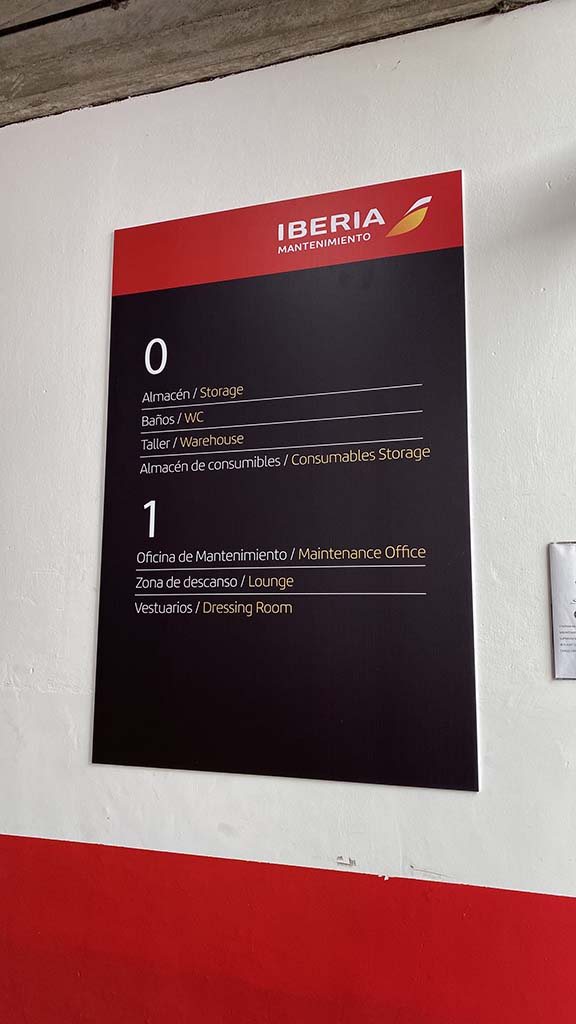 IBERIA
MANTENIMIENTO
0
Almacén / Storage
Baños / WC
Taller / Warehouse
Almacén de consumibles / Consumables Storage
1
Oficina de Mantenimiento / Maintenance Office
Zona de descanso / Lounge
Vestuarios / Dressing Room